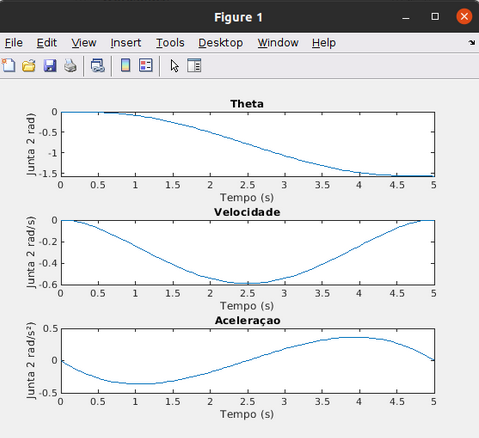 Figure 1
File Edit View Insert Tools Desktop Window Help
Theta
Junta 2 rad)
0
-0.5
-1
-1.5
0 0.5 1 1.5 2 2.5 3 3.5 4 4.5 5
Tempo (s)
Velocidade
Junta 2 rad/s)
0
-0.2
-0.4
-0.6
0 0.5 1 1.5 2 2.5 3 3.5 4 4.5 5
Tempo (s)
Aceleraçao
Junta 2 rad/s²)
0.5
0
-0.5
0 0.5 1 1.5 2 2.5 3 3.5 4 4.5 5
Tempo (s)